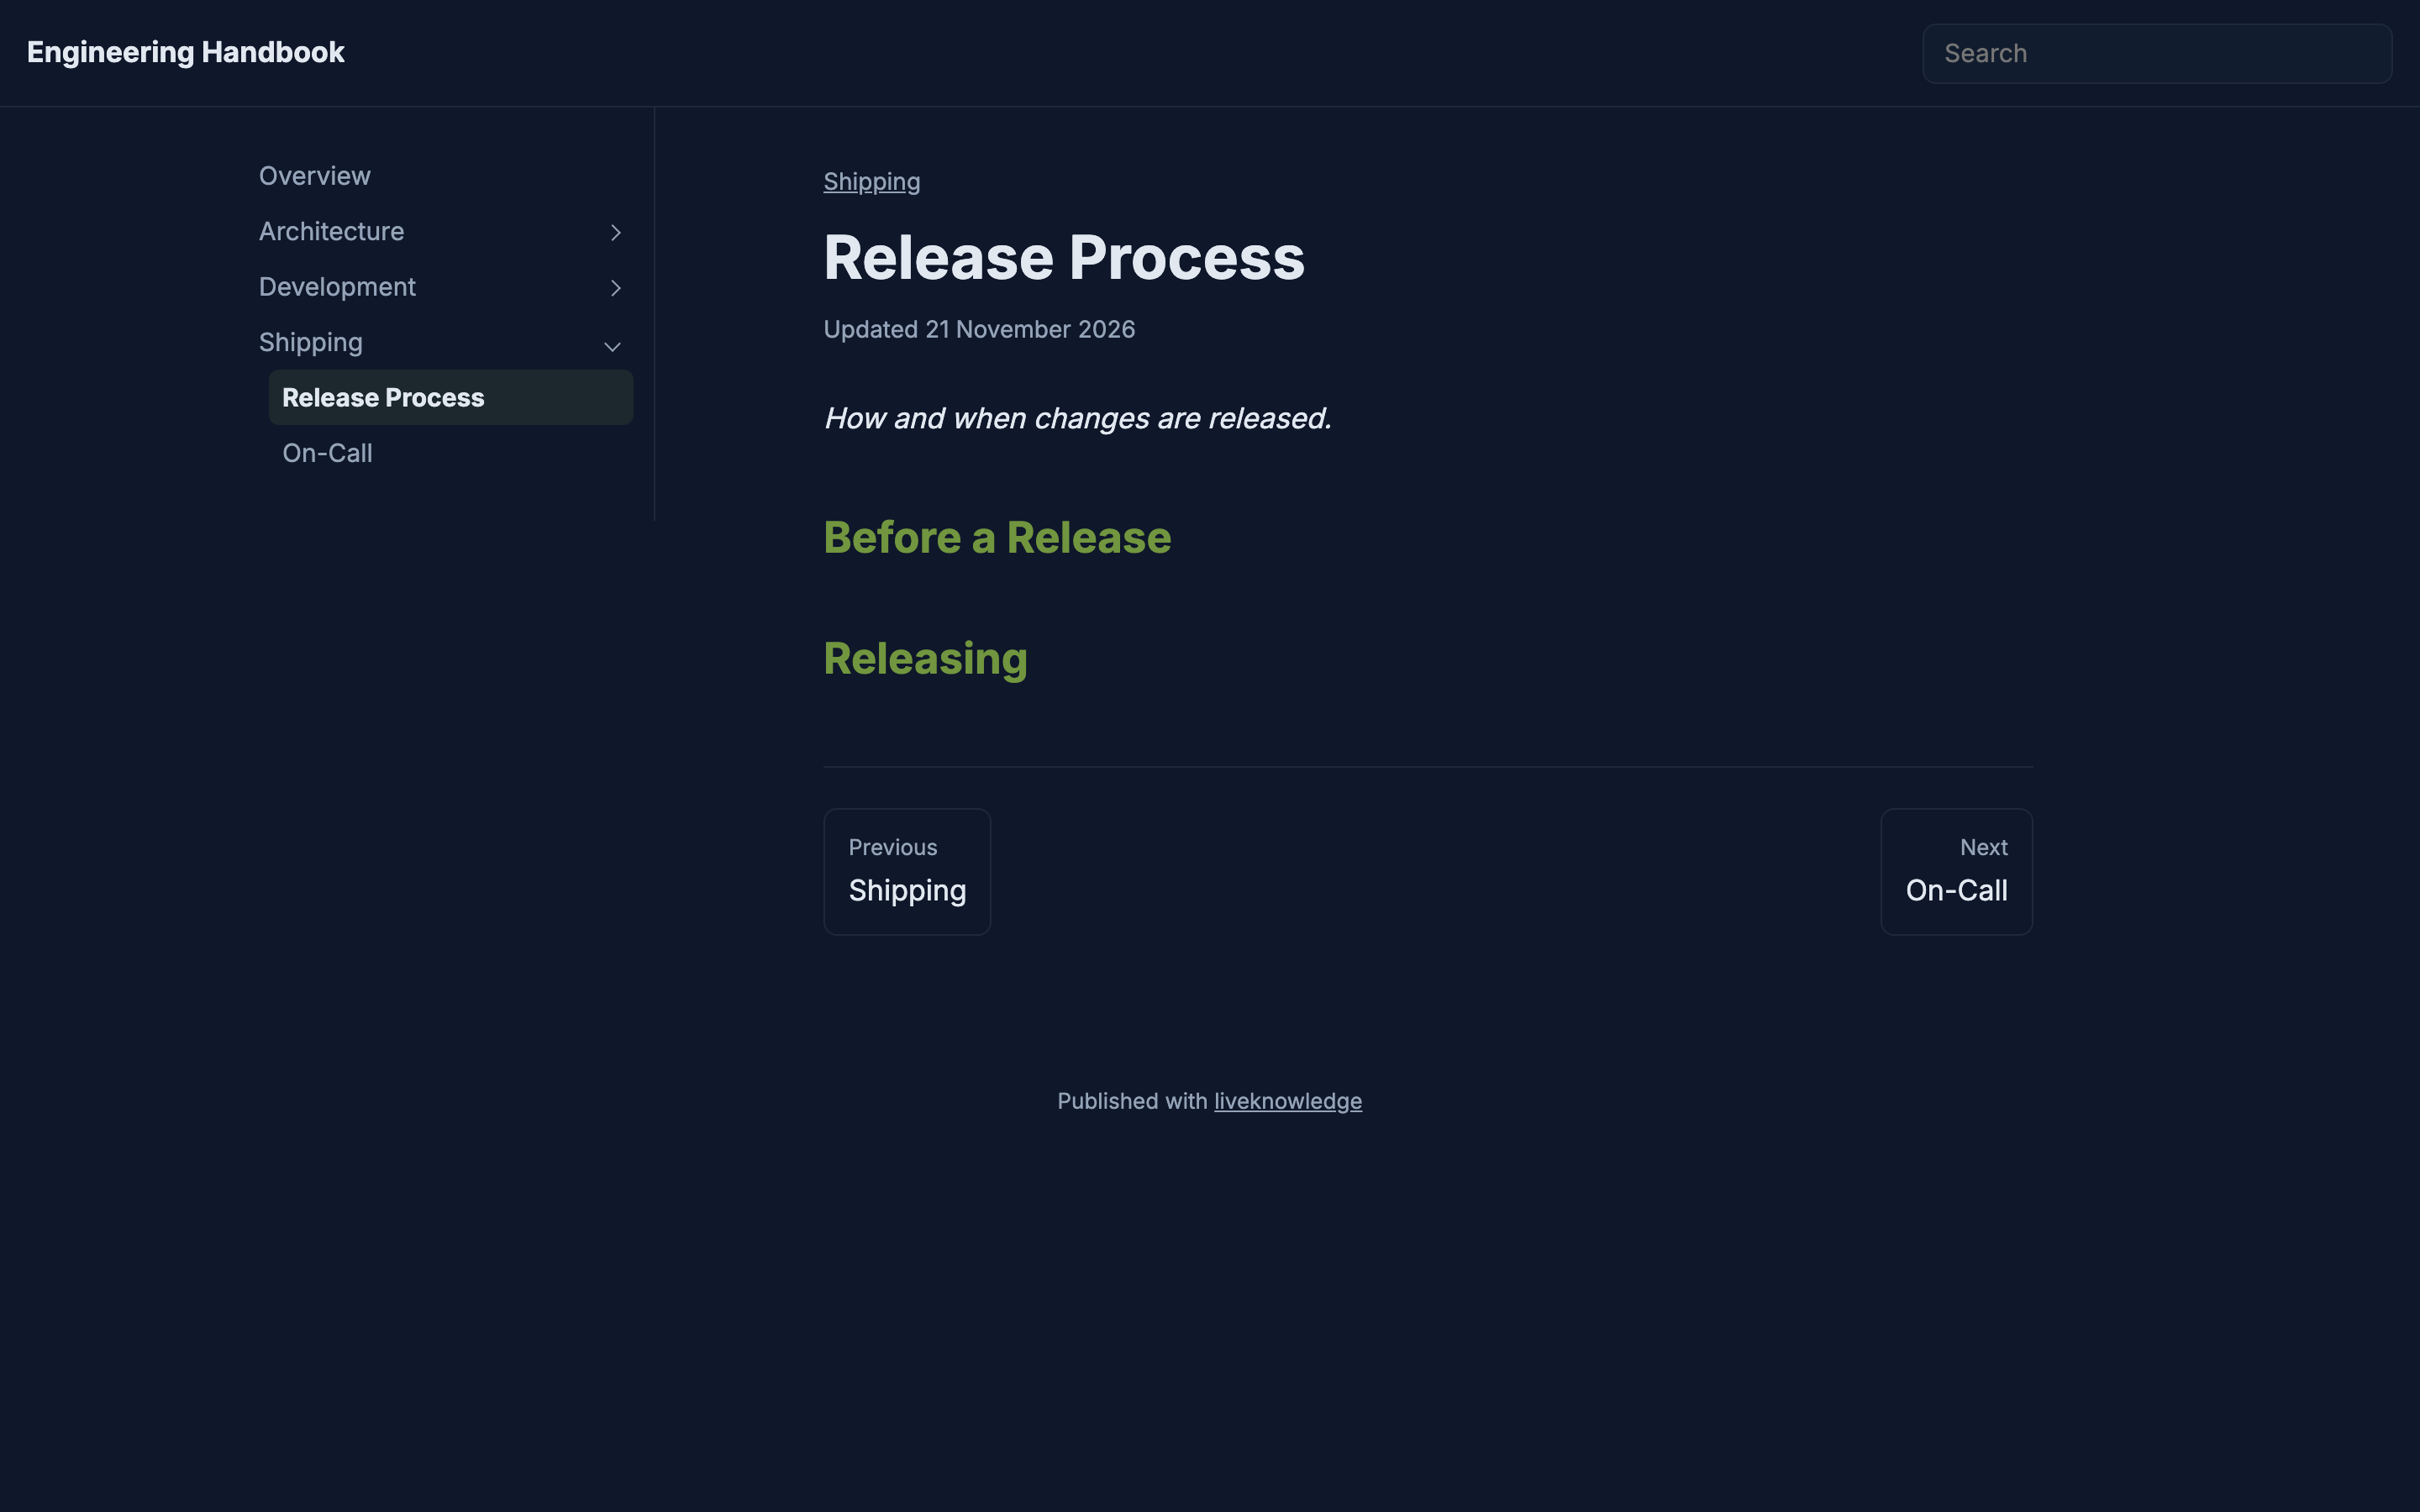 Engineering Handbook
Search
Overview
Architecture
Development
Shipping
Release Process
On-Call
Shipping
Release Process
Updated 21 November 2026
How and when changes are released.
Before a Release
Releasing
Previous
Shipping
Next
On-Call
Published with liveknowledge